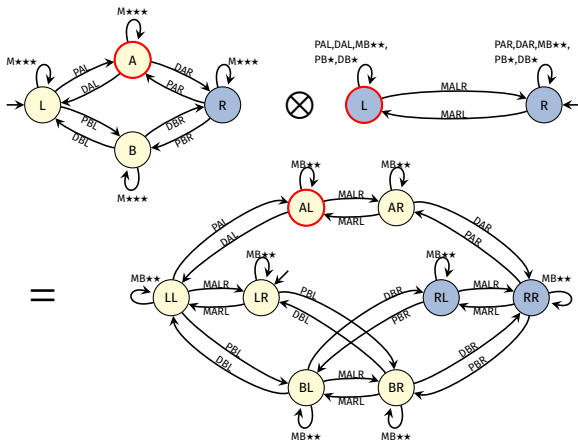 M★★★
PAL,DAL,MB★★,
PB★,DB★
PAR,DAR,MB★★,
PB★,DB★
M★★★
A
M★★★
PAL
DAL
DAR
PAR
L
R
⊗
L
MALR
MARL
R
PBL
DBL
DBR
PBR
B
M★★★
MB★★
MB★★
AL
MALR
MARL
AR
PAL
DAL
DAR
PAR
MB★★
MB★★
MB★★
MB★★
=
LL
MALR
MARL
LR
PBL
DBL
DBR
PBR
RL
MALR
MARL
RR
PBL
DBL
DBR
PBR
BL
MALR
MARL
BR
MB★★
MB★★